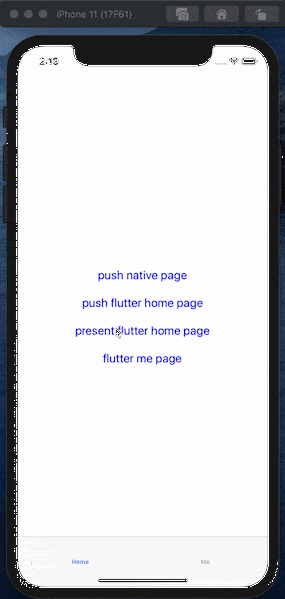 iPhone 11 (17F61)
2:18
push native page
push flutter home page
present flutter home page
flutter me page
Home Me